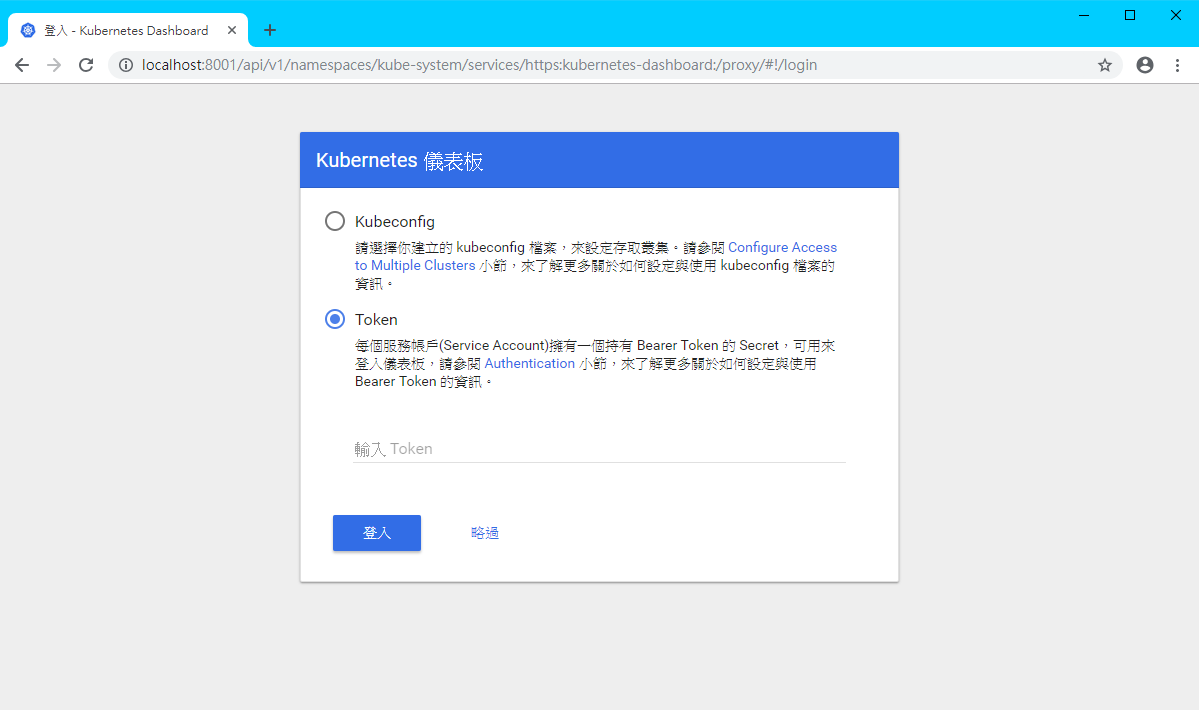 登入 - Kubernetes Dashboard
localhost:8001/api/v1/namespaces/kube-system/services/https:kubernetes-dashboard:/proxy/#!/login
Kubernetes 儀表板
Kubeconfig
請選擇你建立的 kubeconfig 檔案，來設定存取叢集。請參閱 Configure Access
to Multiple Clusters 小節，來了解更多關於如何設定與使用 kubeconfig 檔案的
資訊。
Token
每個服務帳戶(Service Account)擁有一個持有 Bearer Token 的 Secret，可用來
登入儀表板，請參閱 Authentication 小節，來了解更多關於如何設定與使用
Bearer Token 的資訊。
輸入 Token
登入
略過